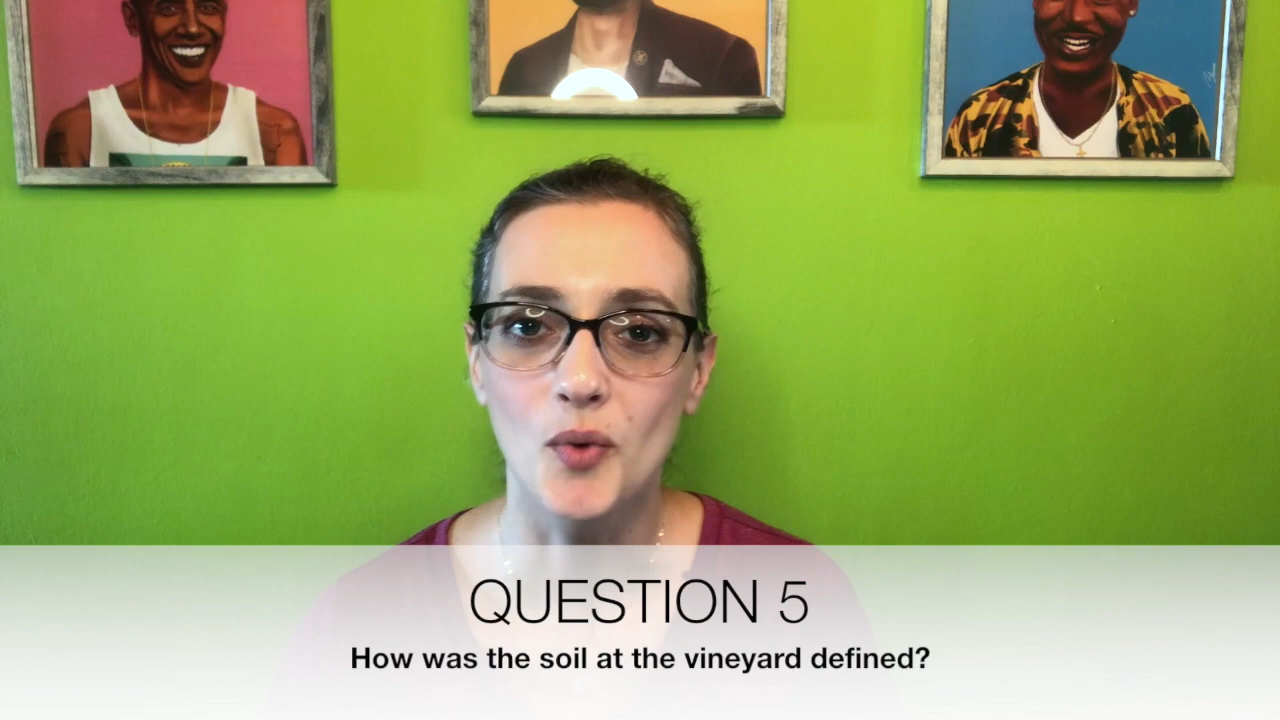 QUESTION 5
How was the soil at the vineyard defined?